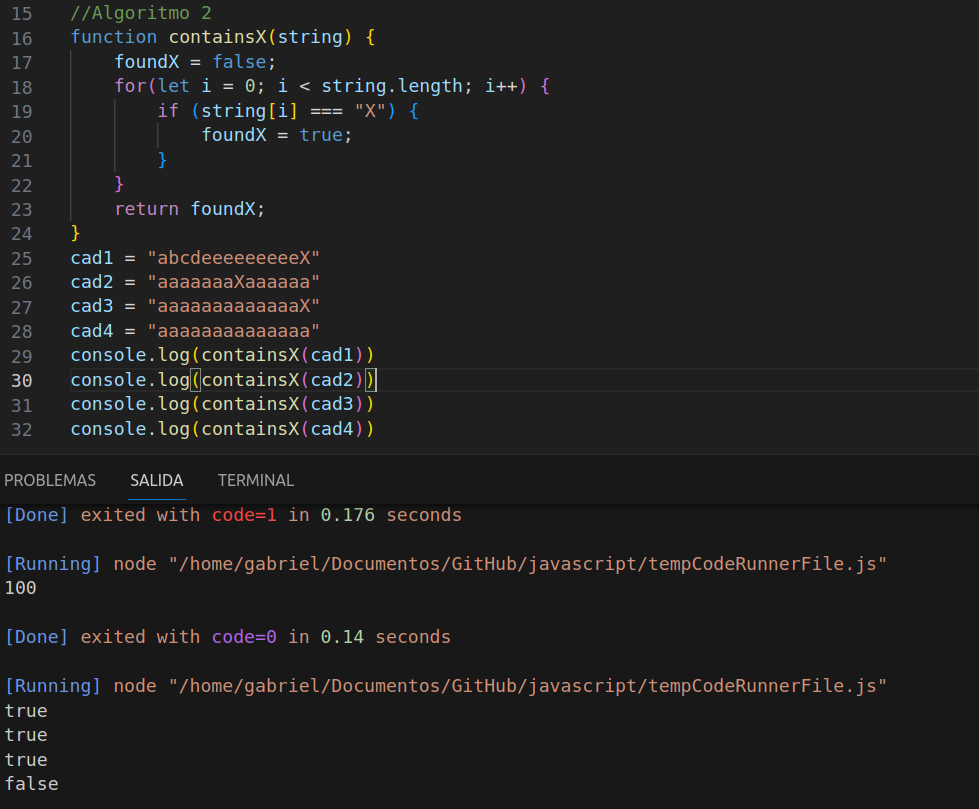 15 //Algoritmo 2
16 function containsX(string) {
17 foundX = false;
18 for(let i = 0; i < string.length; i++) {
19 if (string[i] === "X") {
20 foundX = true;
21 }
22 }
23 return foundX;
24 }
25 cad1 = "abcdeeeeeeeeeX"
26 cad2 = "aaaaaaaXaaaaaa"
27 cad3 = "aaaaaaaaaaaaaX"
28 cad4 = "aaaaaaaaaaaaaa"
29 console.log(containsX(cad1))
30 console.log(containsX(cad2))
31 console.log(containsX(cad3))
32 console.log(containsX(cad4))
PROBLEMAS SALIDA TERMINAL
[Done] exited with code=1 in 0.176 seconds
[Running] node "/home/gabriel/Documentos/GitHub/javascript/tempCodeRunnerFile.js"
100
[Done] exited with code=0 in 0.14 seconds
[Running] node "/home/gabriel/Documentos/GitHub/javascript/tempCodeRunnerFile.js"
true
true
true
false